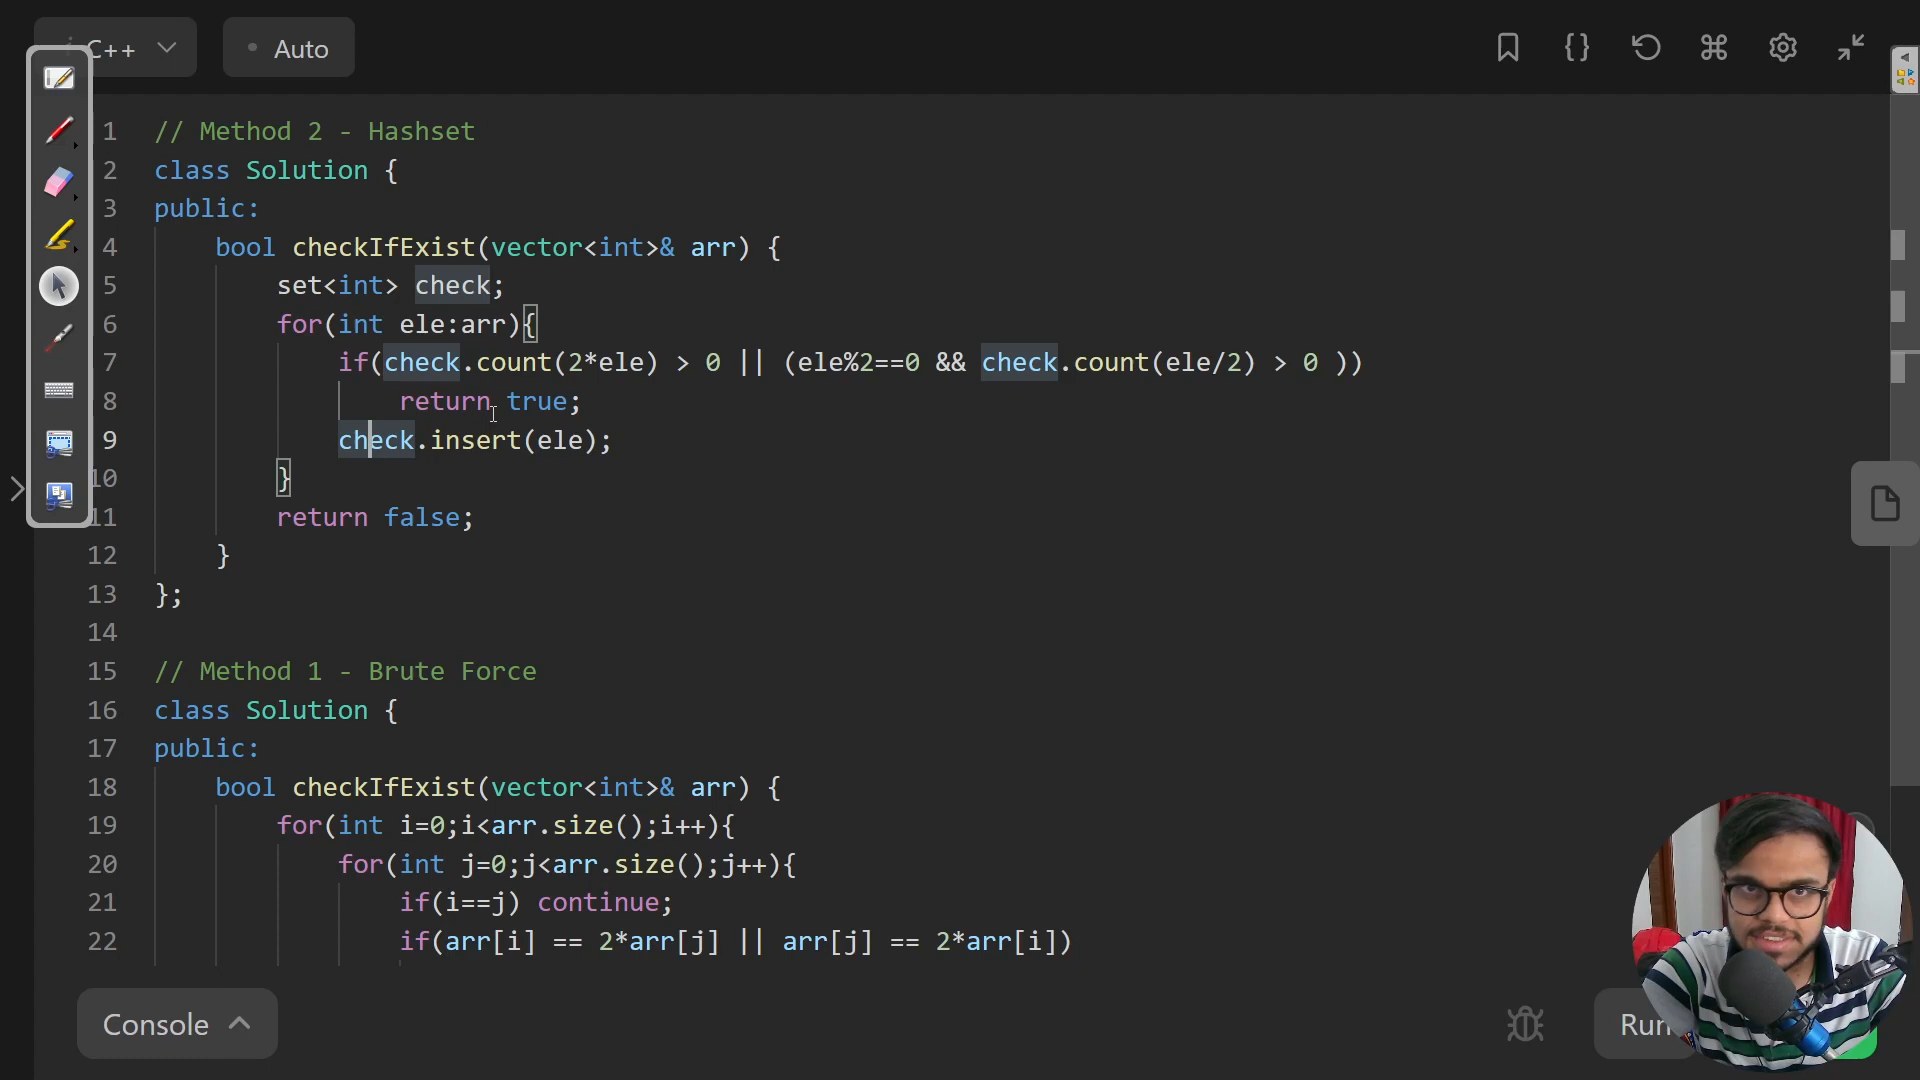 C++
Auto
1 // Method 2 - Hashset
2 class Solution {
3 public:
4 bool checkIfExist(vector<int>& arr) {
5 set<int> check;
6 for(int ele:arr){
7 if(check.count(2*ele) > 0 || (ele%2==0 && check.count(ele/2) > 0 ))
8 return true;
9 check.insert(ele);
10 }
11 return false;
12 }
13 };
14
15 // Method 1 - Brute Force
16 class Solution {
17 public:
18 bool checkIfExist(vector<int>& arr) {
19 for(int i=0;i<arr.size();i++){
20 for(int j=0;j<arr.size();j++){
21 if(i==j) continue;
22 if(arr[i] == 2*arr[j] || arr[j] == 2*arr[i])
Console
Run